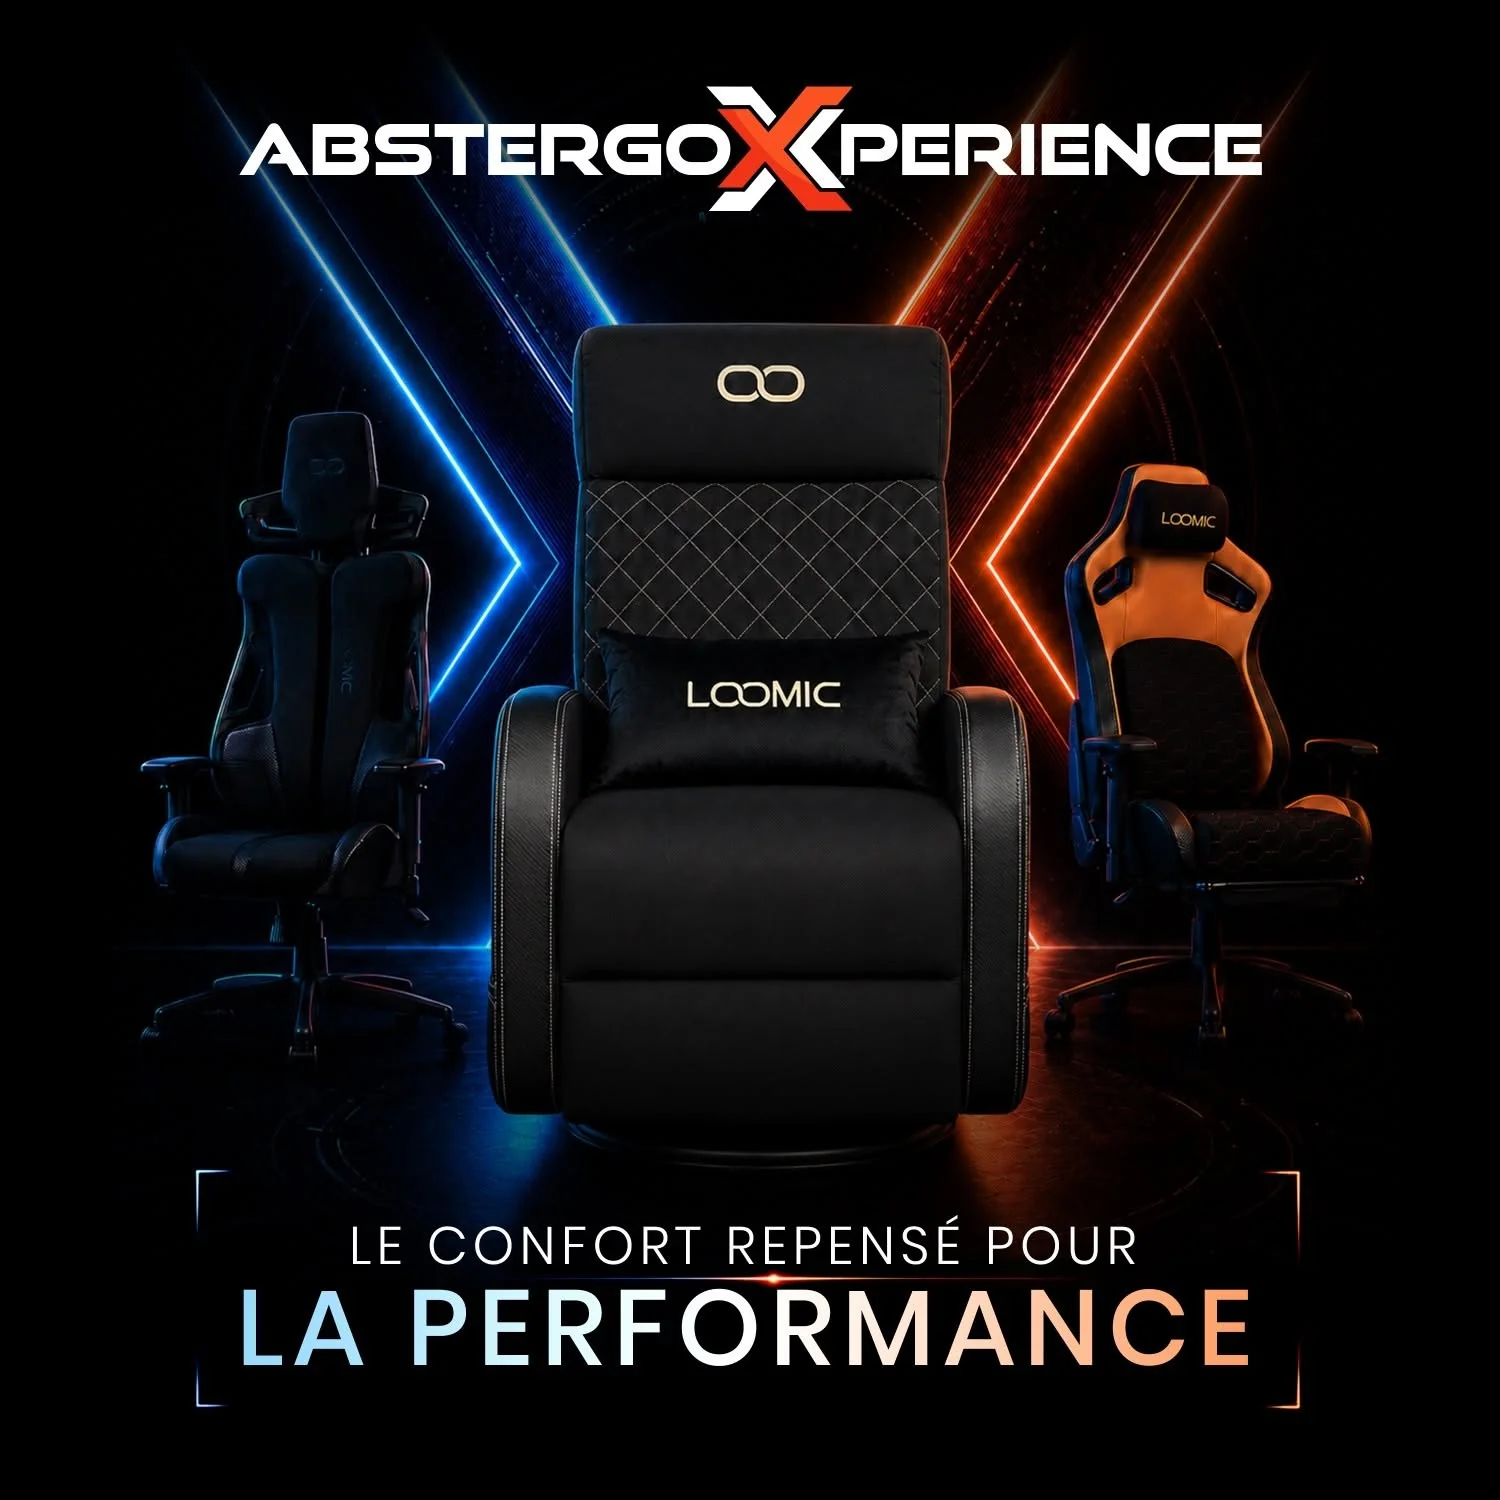 ABSTERGOXPERIENCE
LOOMIC
LOOMIC
LE CONFORT REPENSÉ POUR
LA PERFORMANCE